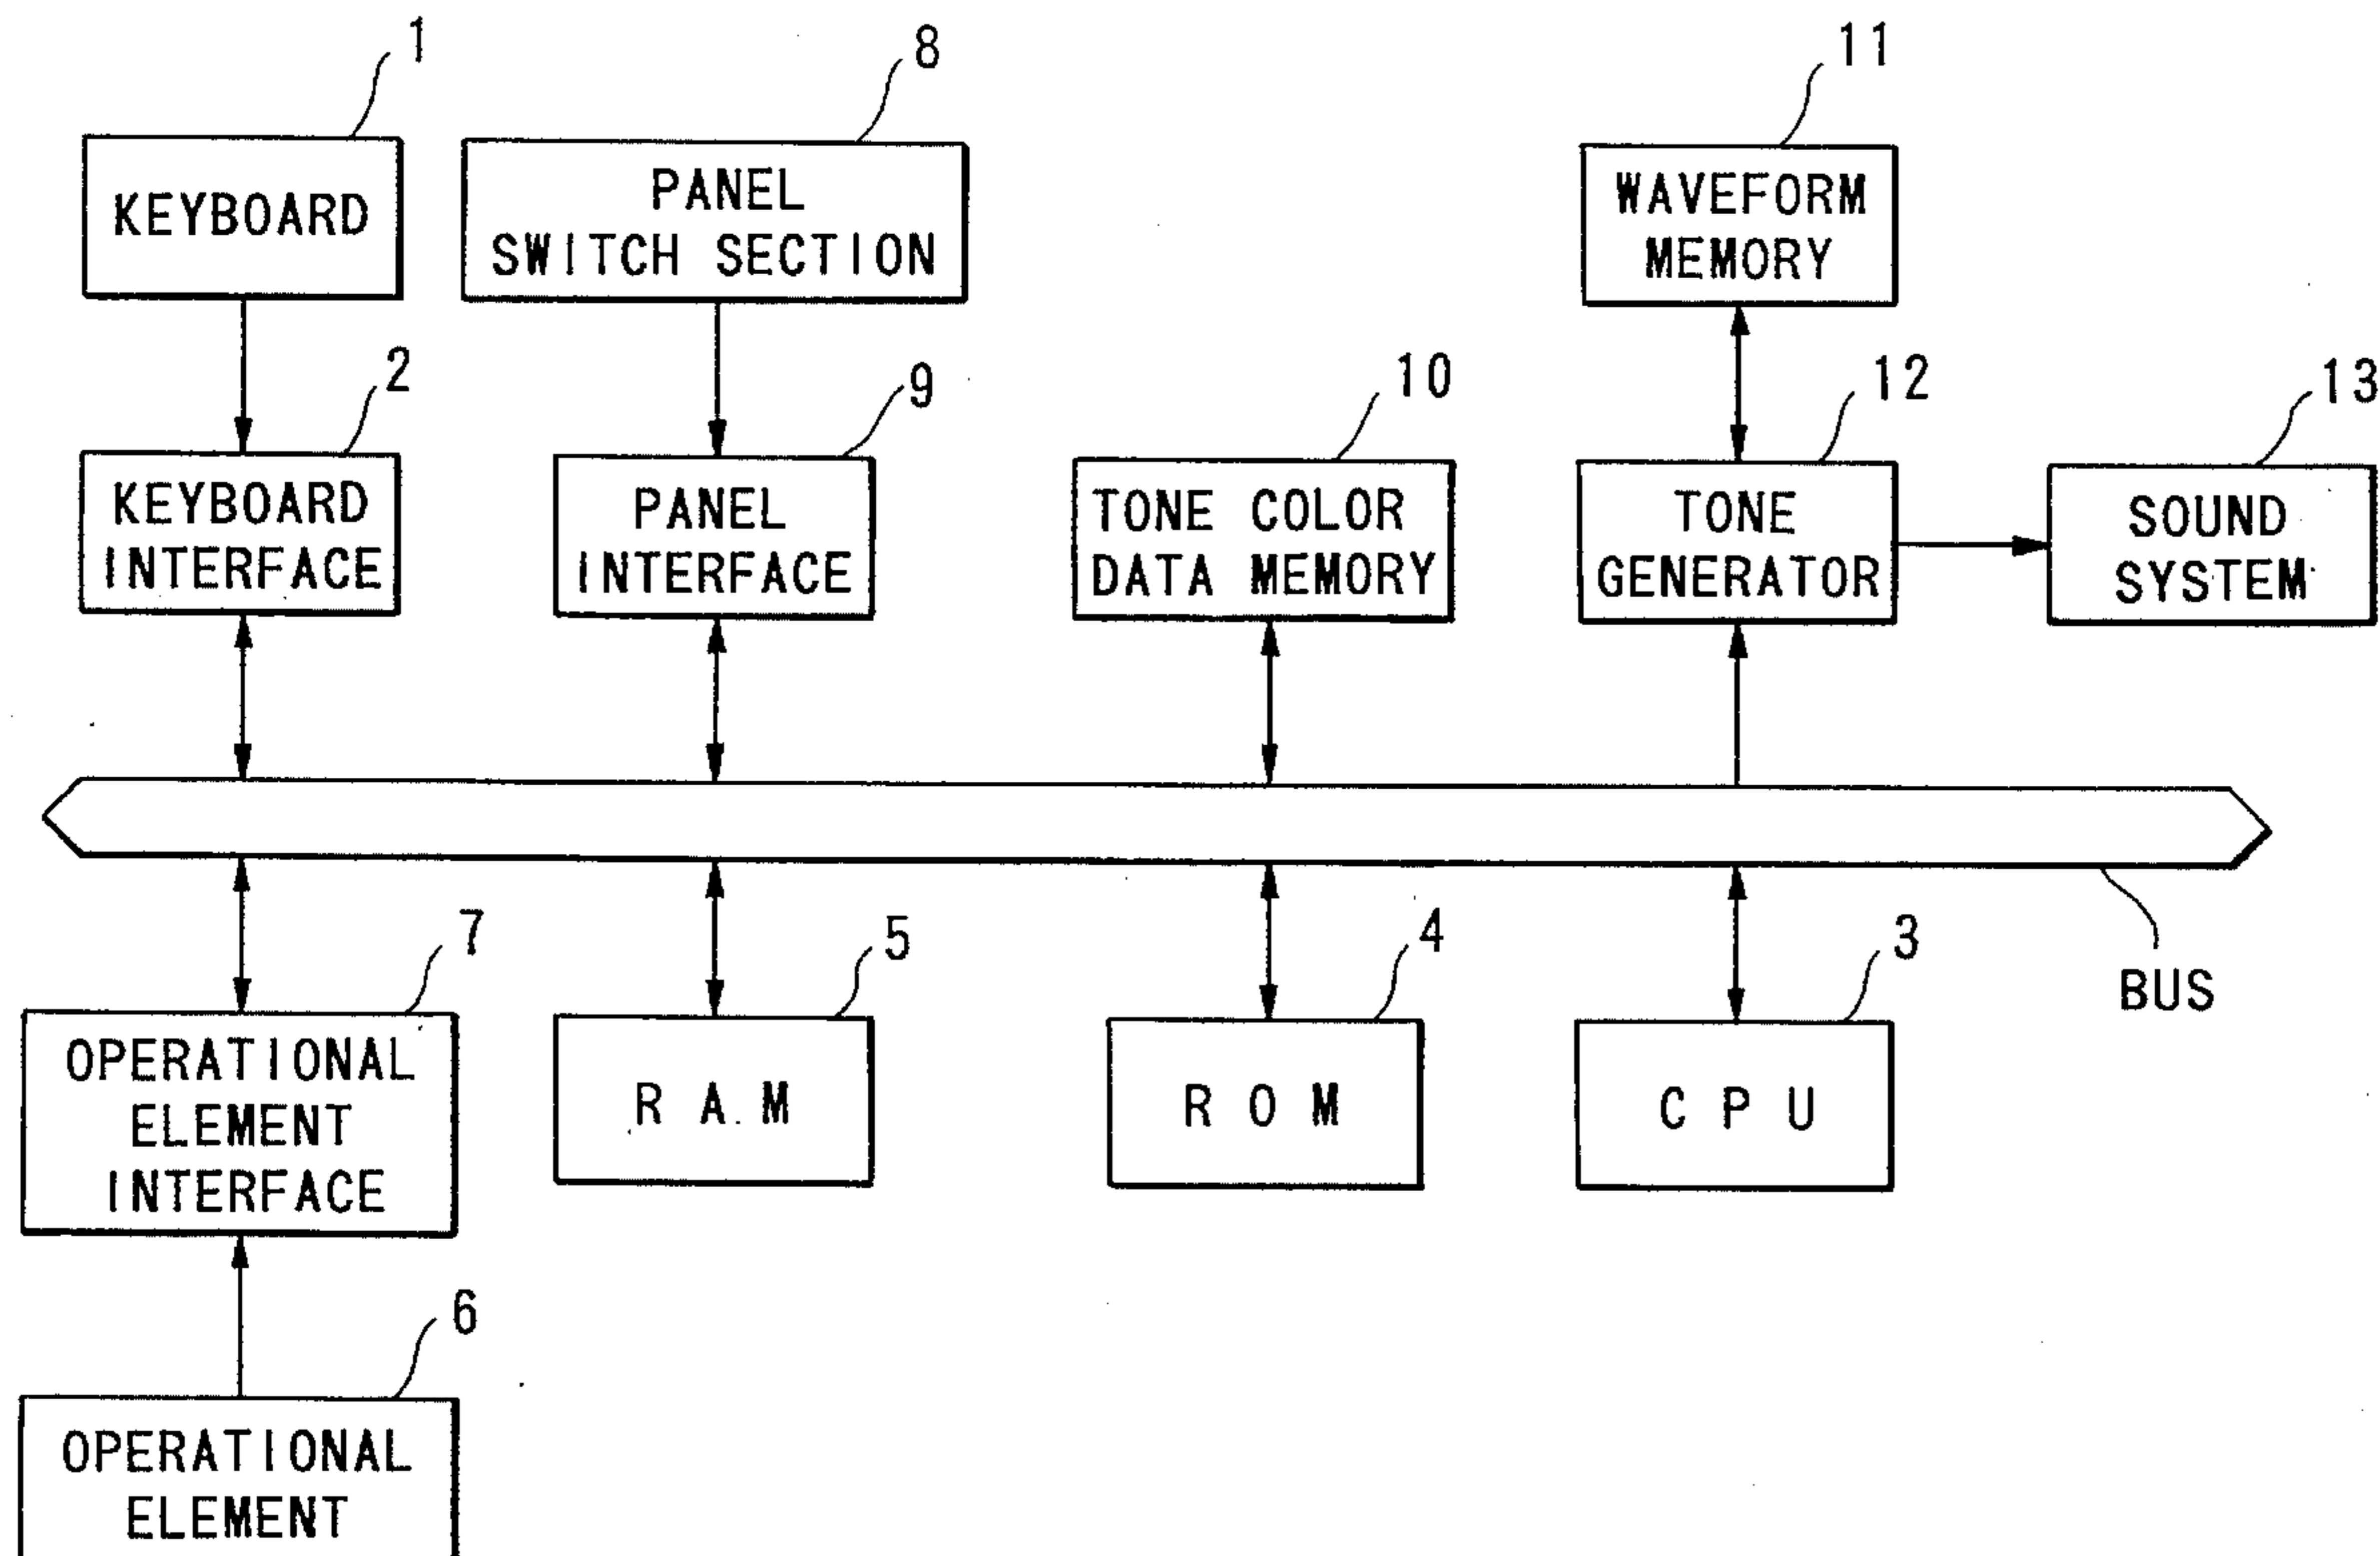 1
8
11
KEYBOARD
PANEL
SWITCH SECTION
WAVEFORM
MEMORY
2
9
10
12
13
KEYBOARD
INTERFACE
PANEL
INTERFACE
TONE COLOR
DATA MEMORY
TONE
GENERATOR
SOUND
SYSTEM
7
5
4
3
BUS
OPERATIONAL
ELEMENT
INTERFACE
R A M
R O M
C P U
6
OPERATIONAL
ELEMENT